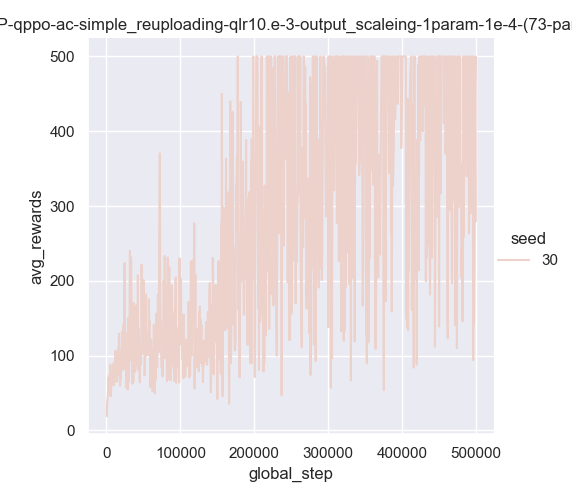 P-qppo-ac-simple_reuploading-qlr10.e-3-output_scaleing-1param-1e-4-(73-par
500
400
300
200
100
0
avg_rewards
0 100000 200000 300000 400000 500000
global_step
seed
30